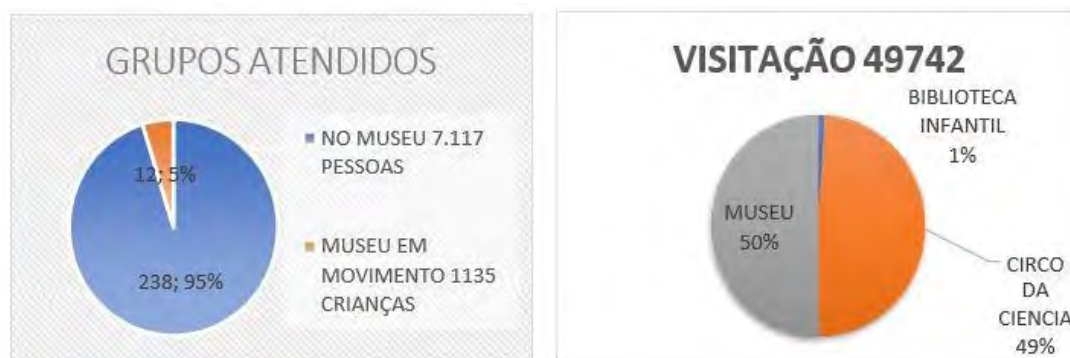 GRUPOS ATENDIDOS
12; 5%
238; 95%
NO MUSEU 7.117
PESSOAS
MUSEU EM
MOVIMENTO 1135
CRIANÇAS
VISITAÇÃO 49742
BIBLIOTECA
INFANTIL
1%
MUSEU
50%
CIRCO
DA
CIENCIA
49%